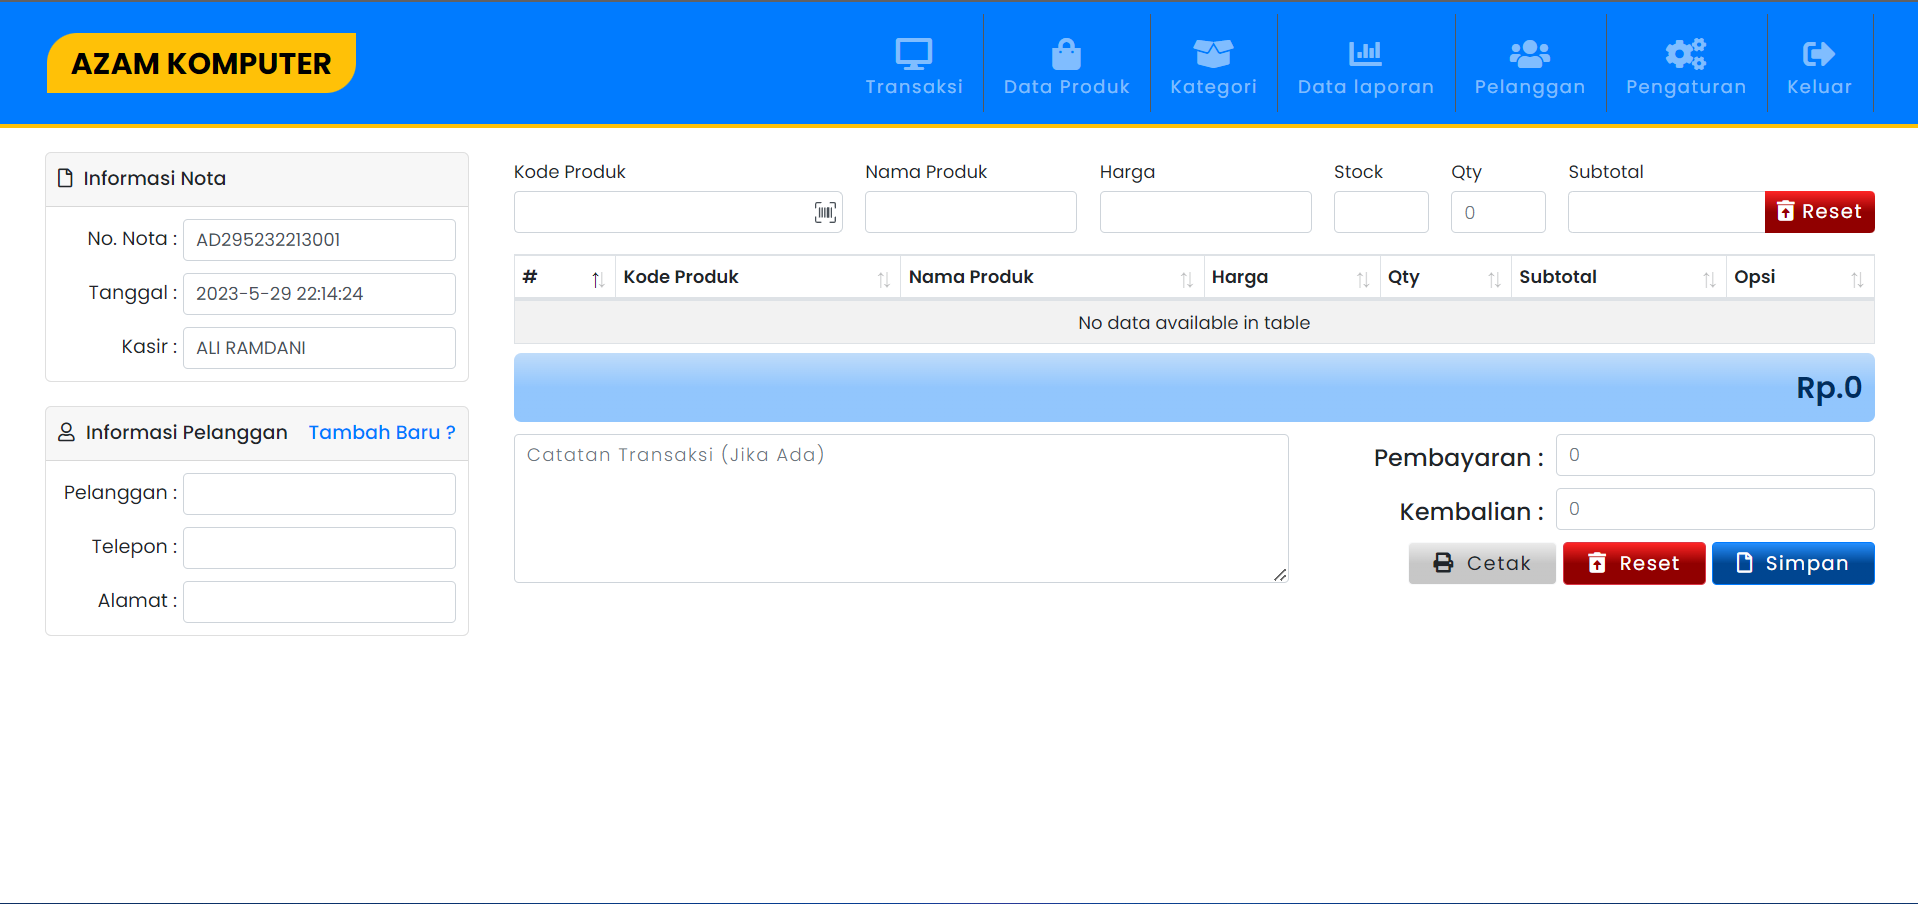 AZAM KOMPUTER
Transaksi
Data Produk
Kategori
Data laporan
Pelanggan
Pengaturan
Keluar
Informasi Nota
No. Nota : AD295232213001
Tanggal : 2023-5-29 22:14:24
Kasir : ALI RAMDANI
Informasi Pelanggan Tambah Baru ?
Pelanggan :
Telepon :
Alamat :
Kode Produk Nama Produk Harga Stock Qty Subtotal
0 Reset
# Kode Produk Nama Produk Harga Qty Subtotal Opsi
No data available in table
Rp.0
Catatan Transaksi (Jika Ada)
Pembayaran : 0
Kembalian : 0
Cetak Reset Simpan